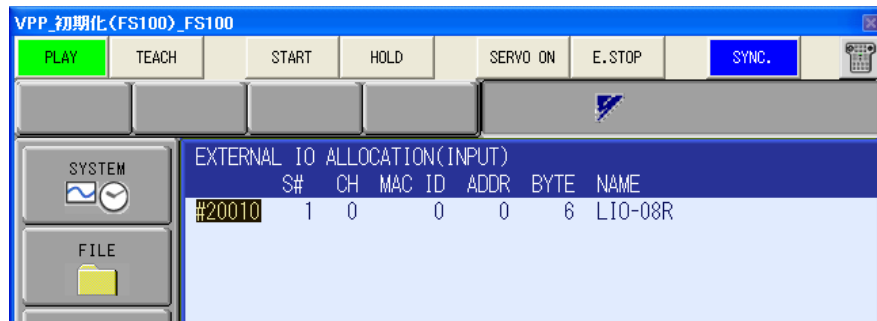 VPP_初期化(FS100)_FS100
PLAY TEACH START HOLD SERVO ON E.STOP SYNC.
SYSTEM
FILE
EXTERNAL IO ALLOCATION(INPUT)
S# CH MAC ID ADDR BYTE NAME
#20010 1 0 0 0 6 LIO-08R